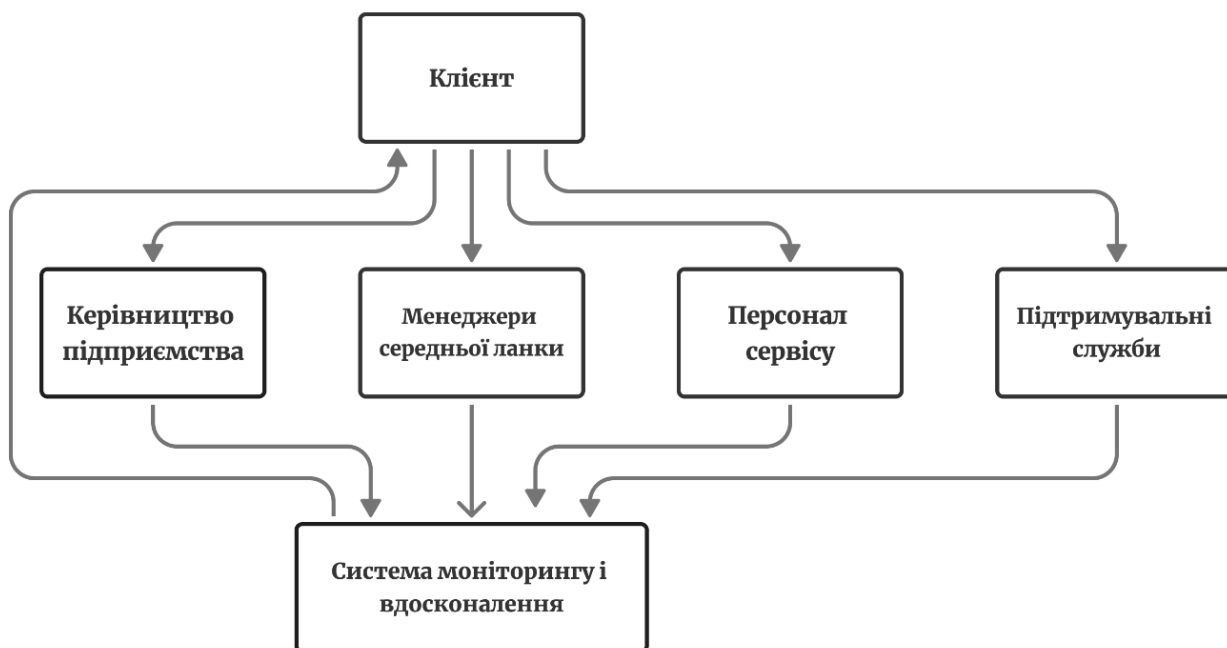 Клієнт
Керівництво
підприємства
Менеджери
середньої ланки
Персонал
сервісу
Підтримувальні
служби
Система моніторингу і
вдосконалення